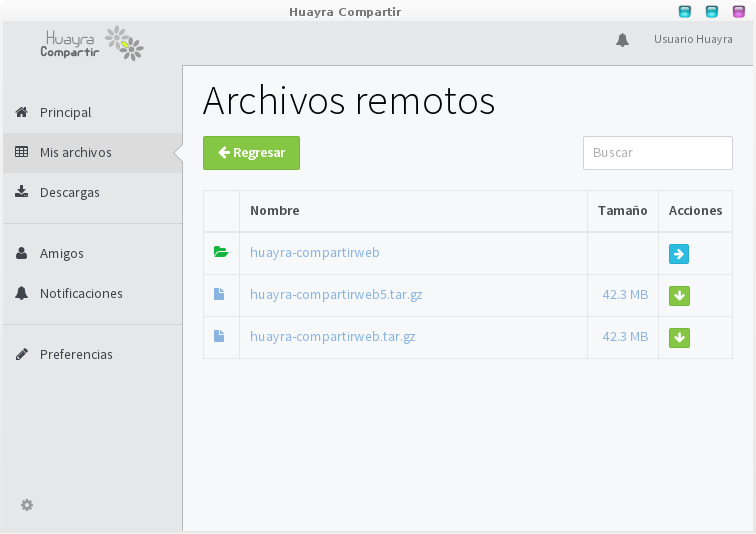 Huayra Compartir
Huayra
Compartir
Usuario Huayra
Principal
Mis archivos
Descargas
Amigos
Notificaciones
Preferencias
Archivos remotos
Regresar
Buscar
Nombre Tamaño Acciones
huayra-compartirweb
huayra-compartirweb5.tar.gz 42.3 MB
huayra-compartirweb.tar.gz 42.3 MB